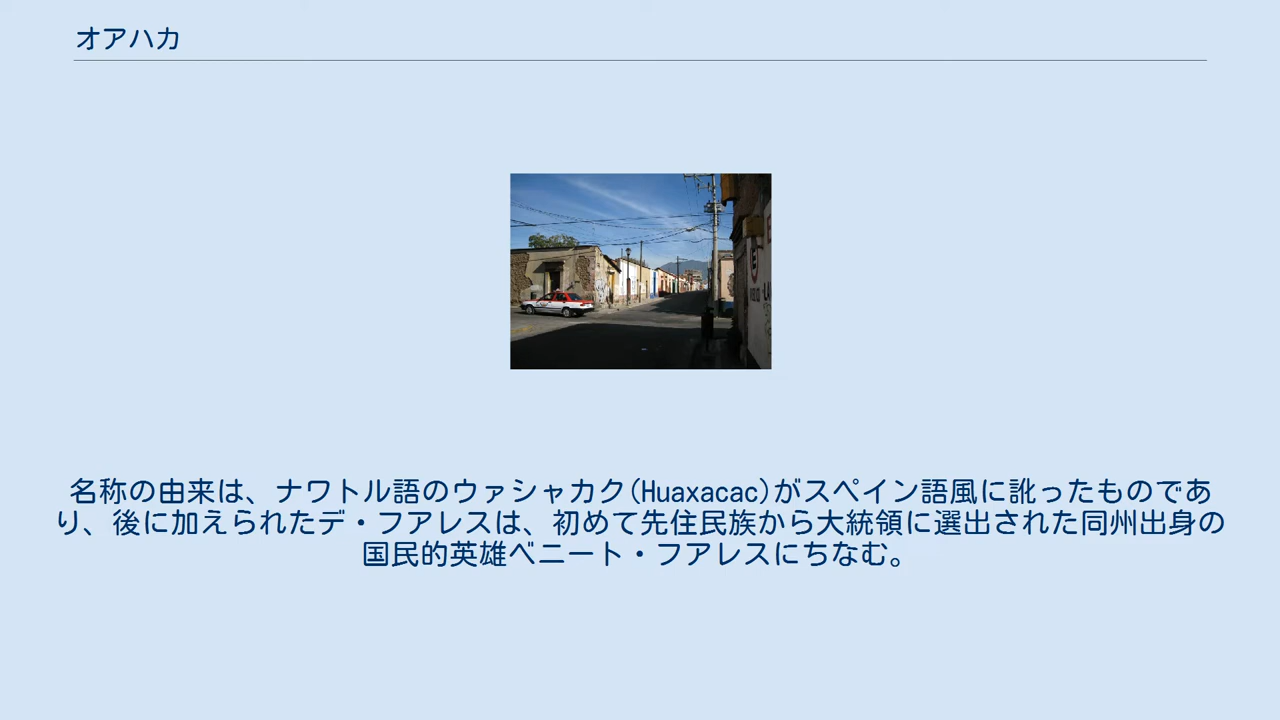 オアハカ
名称の由来は、ナワトル語のウァシャカク(Huaxacac)がスペイン語風に訛ったものであ
り、後に加えられたデ・フアレスは、初めて先住民族から大統領に選出された同州出身の
国民的英雄ベニート・フアレスにちなむ。